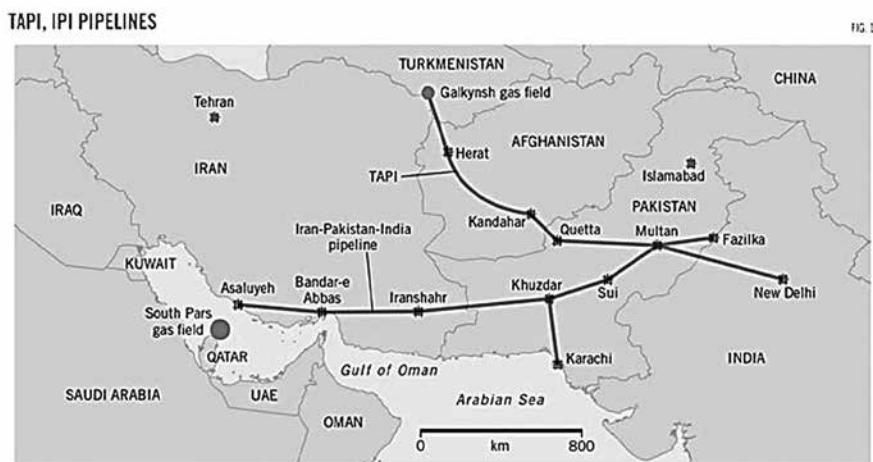 TAPI, IPI PIPELINES
FIG. 1
TURKMENISTAN
CHINA
Galkynsh gas field
Tehran
AFGHANISTAN
Herat
IRAN
Islamabad
TAPI
PAKISTAN
IRAQ
Kandahar
Quetta
Multan
Fazilka
Iran-Pakistan-India
pipeline
KUWAIT
Asaluyeh
Bandar-e
Abbas
Iranshahr
Khuzdar
Sui
New Delhi
South Pars
gas field
QATAR
Karachi
INDIA
Gulf of Oman
SAUDI ARABIA
UAE
Arabian Sea
OMAN
0
km
800